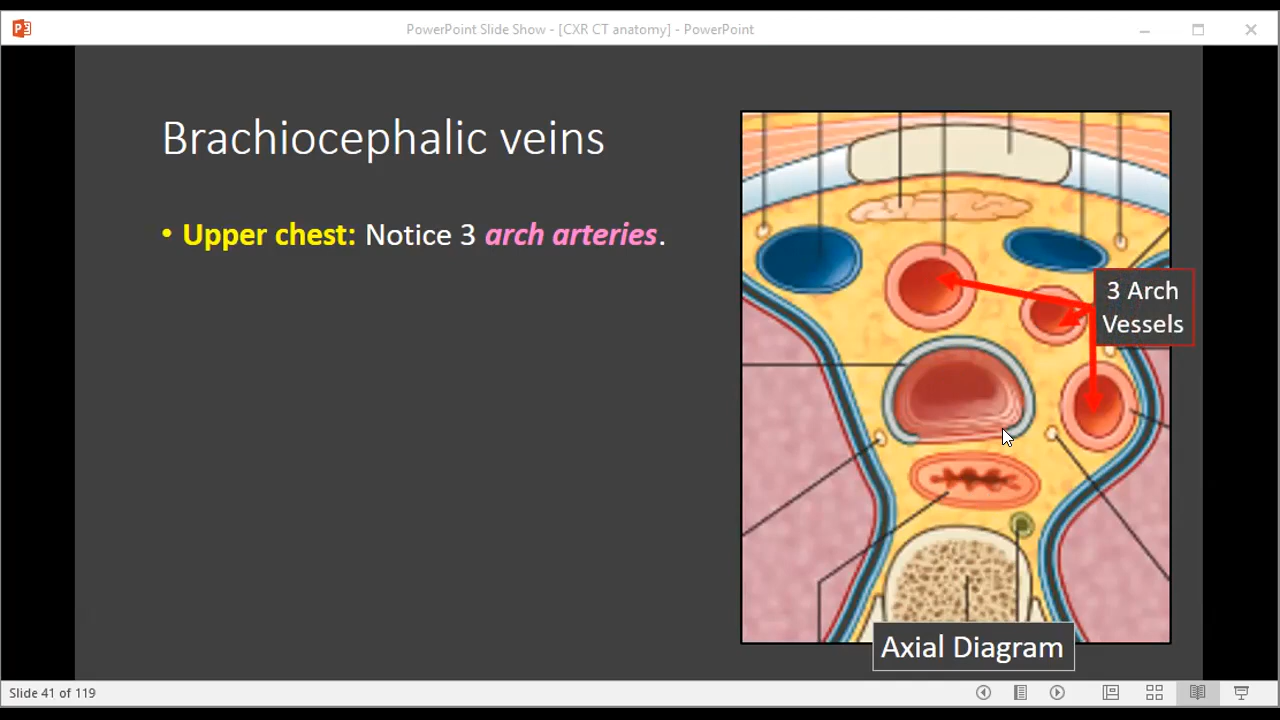 PowerPoint Slide Show - [CXR CT anatomy] - PowerPoint
Brachiocephalic veins
• Upper chest: Notice 3 arch arteries.
3 Arch
Vessels
Axial Diagram
Slide 41 of 119